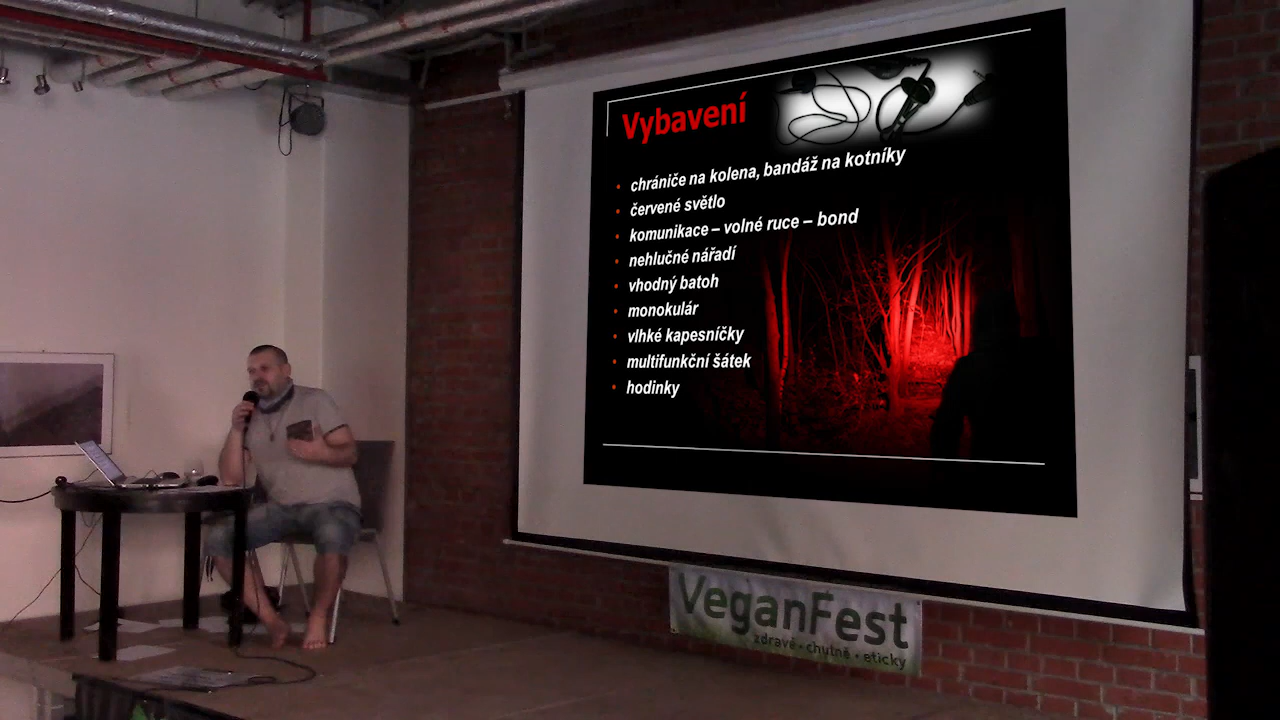 Vybavení
• chrániče na kolena, bandáž na kotníky
• červené světlo
• komunikace – volné ruce – bond
• nehlučné nářadí
• vhodný batoh
• monokulár
• vlhké kapesníčky
• multifunkční šátek
• hodinky
VeganFest
zdravě • chutně • eticky